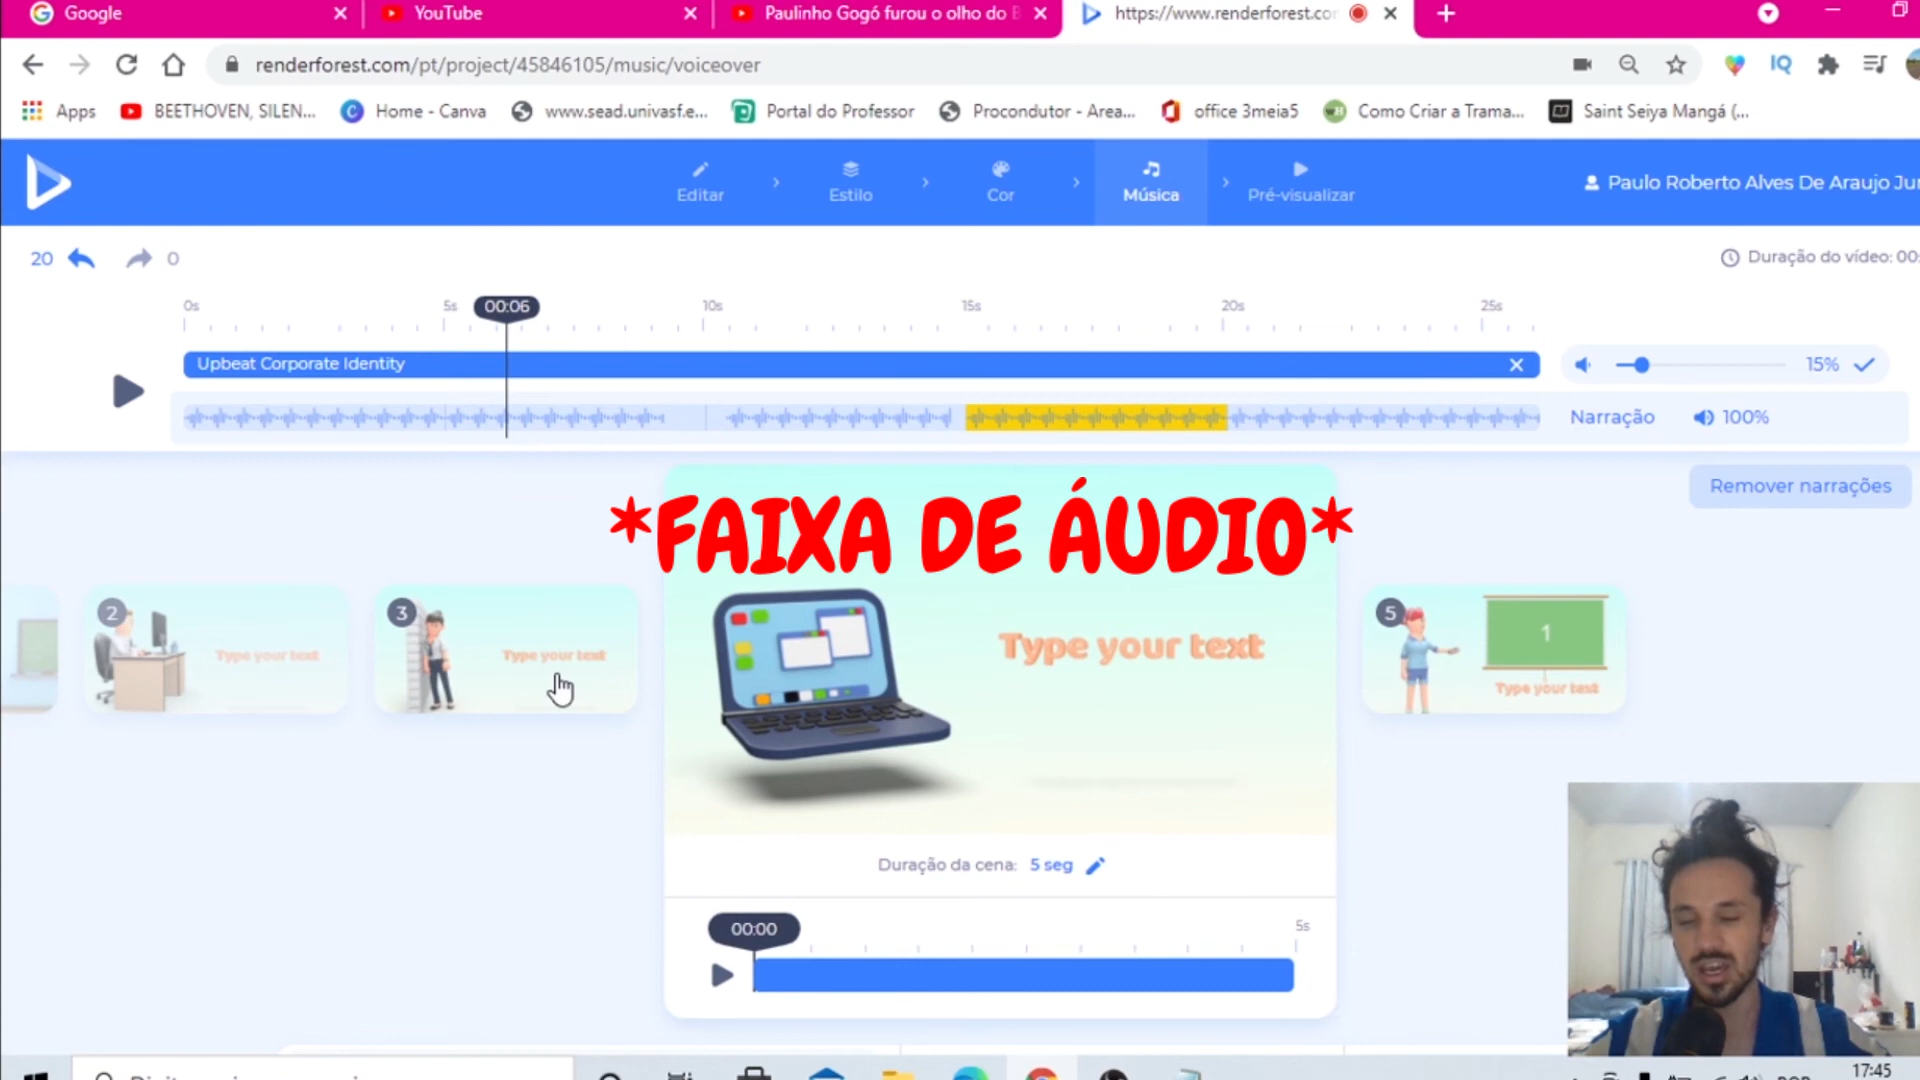 Google
YouTube
Paulinho Gogó furou o olho do
https://www.renderforest.com
renderforest.com/pt/project/45846105/music/voiceover
IQ
Apps
BEETHOVEN, SILEN...
Home - Canva
www.sead.univasf.e...
Portal do Professor
Procondutor - Area...
office 3meia5
Como Criar a Trama...
Saint Seiya Mangá (...
Editar
Estilo
Cor
Música
Pré-visualizar
Paulo Roberto Alves De Araujo
20
0
Duração do vídeo: 00:
0s
5s
00:06
10s
15s
20s
25s
Upbeat Corporate Identity
15%
Narração
100%
Remover narrações
*FAIXA DE ÁUDIO*
2
Type your text
3
Type your text
Type your text
5
1
Type your text
Duração da cena: 5 seg
00:00
5s
17:45